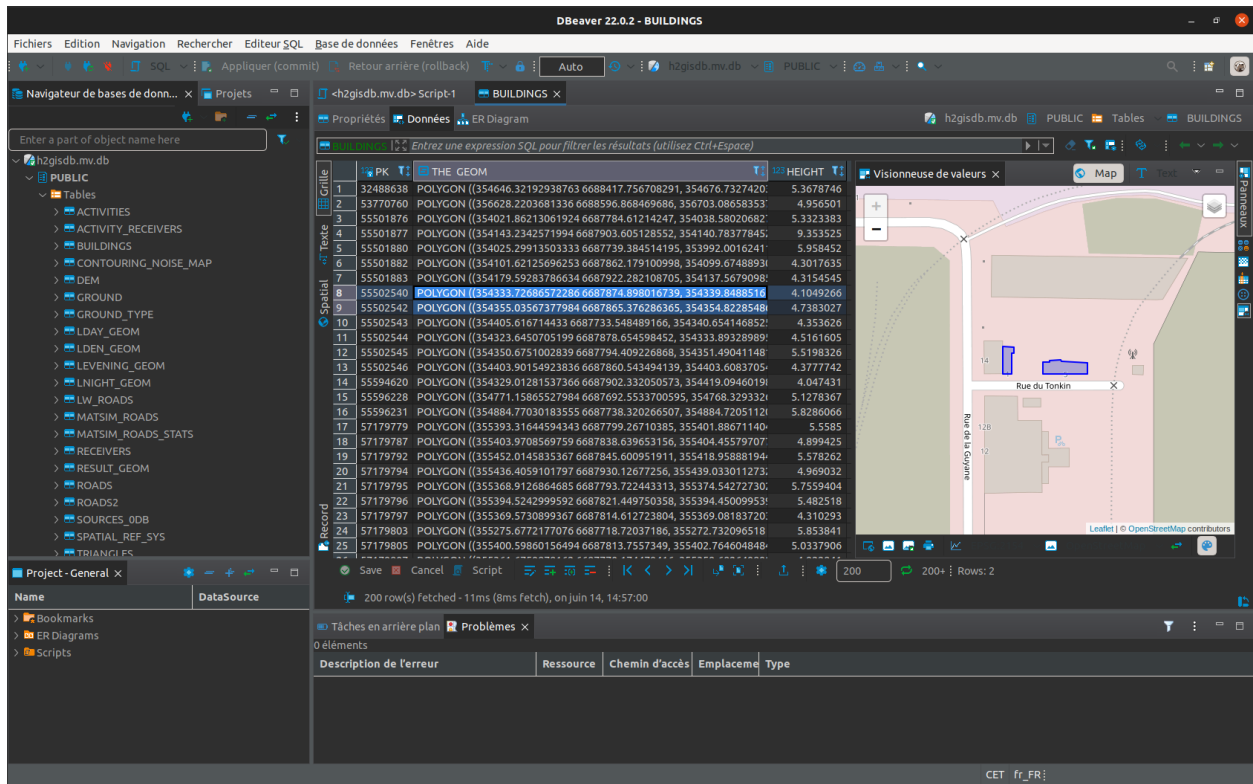 DBeaver 22.0.2 - BUILDINGS
Fichiers Edition Navigation Rechercher Editeur SQL Base de données Fenêtres Aide
SQL Appliquer (commit) Retour arrière (rollback) Auto h2gisdb.mv.db PUBLIC
Navigateur de bases de donn... Projets
Enter a part of object name here
h2gisdb.mv.db
PUBLIC
Tables
ACTIVITIES
ACTIVITY_RECEIVERS
BUILDINGS
CONTOURING_NOISE_MAP
DEM
GROUND
GROUND_TYPE
LDAY_GEOM
LDEN_GEOM
LEVENING_GEOM
LNIGHT_GEOM
LW_ROADS
MATSIM_ROADS
MATSIM_ROADS_STATS
RECEIVERS
RESULT_GEOM
ROADS
ROADS2
SOURCES_0DB
SPATIAL_REF_SYS
TRIANGLES
Project - General
Name DataSource
Bookmarks
ER Diagrams
Scripts
<h2gisdb.mv.db> Script-1 BUILDINGS
Propriétés Données ER Diagram h2gisdb.mv.db PUBLIC Tables BUILDINGS
BUILDINGS Entrez une expression SQL pour filtrer les résultats (utilisez Ctrl+Espace)
Grille
Texte
Spatial
Record
123 PK THE_GEOM 123 HEIGHT
1 32488638 POLYGON ((354646.32192938763 6688417.756708291, 354676.7327420 5.3678746
2 53770760 POLYGON ((356628.2203981336 6688596.868469686, 356703.08658353 4.956501
3 55501876 POLYGON ((354021.86213061924 6687784.61214247, 354038.58020682 5.3323383
4 55501877 POLYGON ((354143.2342571994 6687903.605128552, 354140.78377845 9.353525
5 55501880 POLYGON ((354025.29913503333 6687739.384514195, 353992.0016241 5.958452
6 55501882 POLYGON ((354101.62125696253 6687862.179100998, 354099.6748893 4.3017635
7 55501883 POLYGON ((354179.59283786634 6687922.282108705, 354137.5679098 4.3154545
8 55502540 POLYGON ((354333.72686572286 6687874.898016739, 354339.8488516 4.1049266
9 55502542 POLYGON ((354355.03567377984 6687865.376286365, 354354.8228548 4.7383027
10 55502543 POLYGON ((354405.616714433 6687733.548489166, 354340.654146852 4.353626
11 55502544 POLYGON ((354323.6450705199 6687878.654598452, 354333.89328989 4.5161605
12 55502545 POLYGON ((354350.6751002839 6687794.409226868, 354351.49041148 5.5198326
13 55502546 POLYGON ((354403.90154923836 6687860.543494139, 354403.6083705 4.3777742
14 55594620 POLYGON ((354329.01281537366 6687902.332050573, 354419.0946019 4.047431
15 55596228 POLYGON ((354771.15865527984 6687692.5533700595, 354768.329332 5.1278367
16 55596231 POLYGON ((354884.77030183555 6687738.320266507, 354884.7205112 5.8286066
17 57179779 POLYGON ((355393.31644594343 6687799.26710385, 355401.88671140 5.5585
18 57179787 POLYGON ((355403.9708569759 6687838.639653156, 355404.45579707 4.899425
19 57179792 POLYGON ((355452.0145835367 6687845.600951911, 355418.95888194 5.578262
20 57179794 POLYGON ((355436.4059101797 6687930.12677256, 355439.033011273 4.969032
21 57179795 POLYGON ((355368.9126864685 6687793.722443313, 355374.54272730 5.7559404
22 57179796 POLYGON ((355394.5242999592 6687821.449750358, 355394.45009953 5.482518
23 57179797 POLYGON ((355369.5730899367 6687814.612723804, 355369.08183720 4.310293
24 57179803 POLYGON ((355275.6772177076 6687718.72037186, 355272.73209651 5.853841
25 57179805 POLYGON ((355400.59860156494 6687813.7557349, 355402.764604848 5.0337906
Visionneuse de valeurs Map Text
Panneaux
+
−
14
Rue du Tonkin
Rue de la Guyane
12B
12
P
Leaflet | © OpenStreetMap contributors
Save Cancel Script 200 200+ Rows: 2
200 row(s) fetched - 11ms (8ms fetch), on juin 14, 14:57:00
Tâches en arrière plan Problèmes
0 éléments
Description de l'erreur Ressource Chemin d'accès Emplaceme Type
CET fr_FR